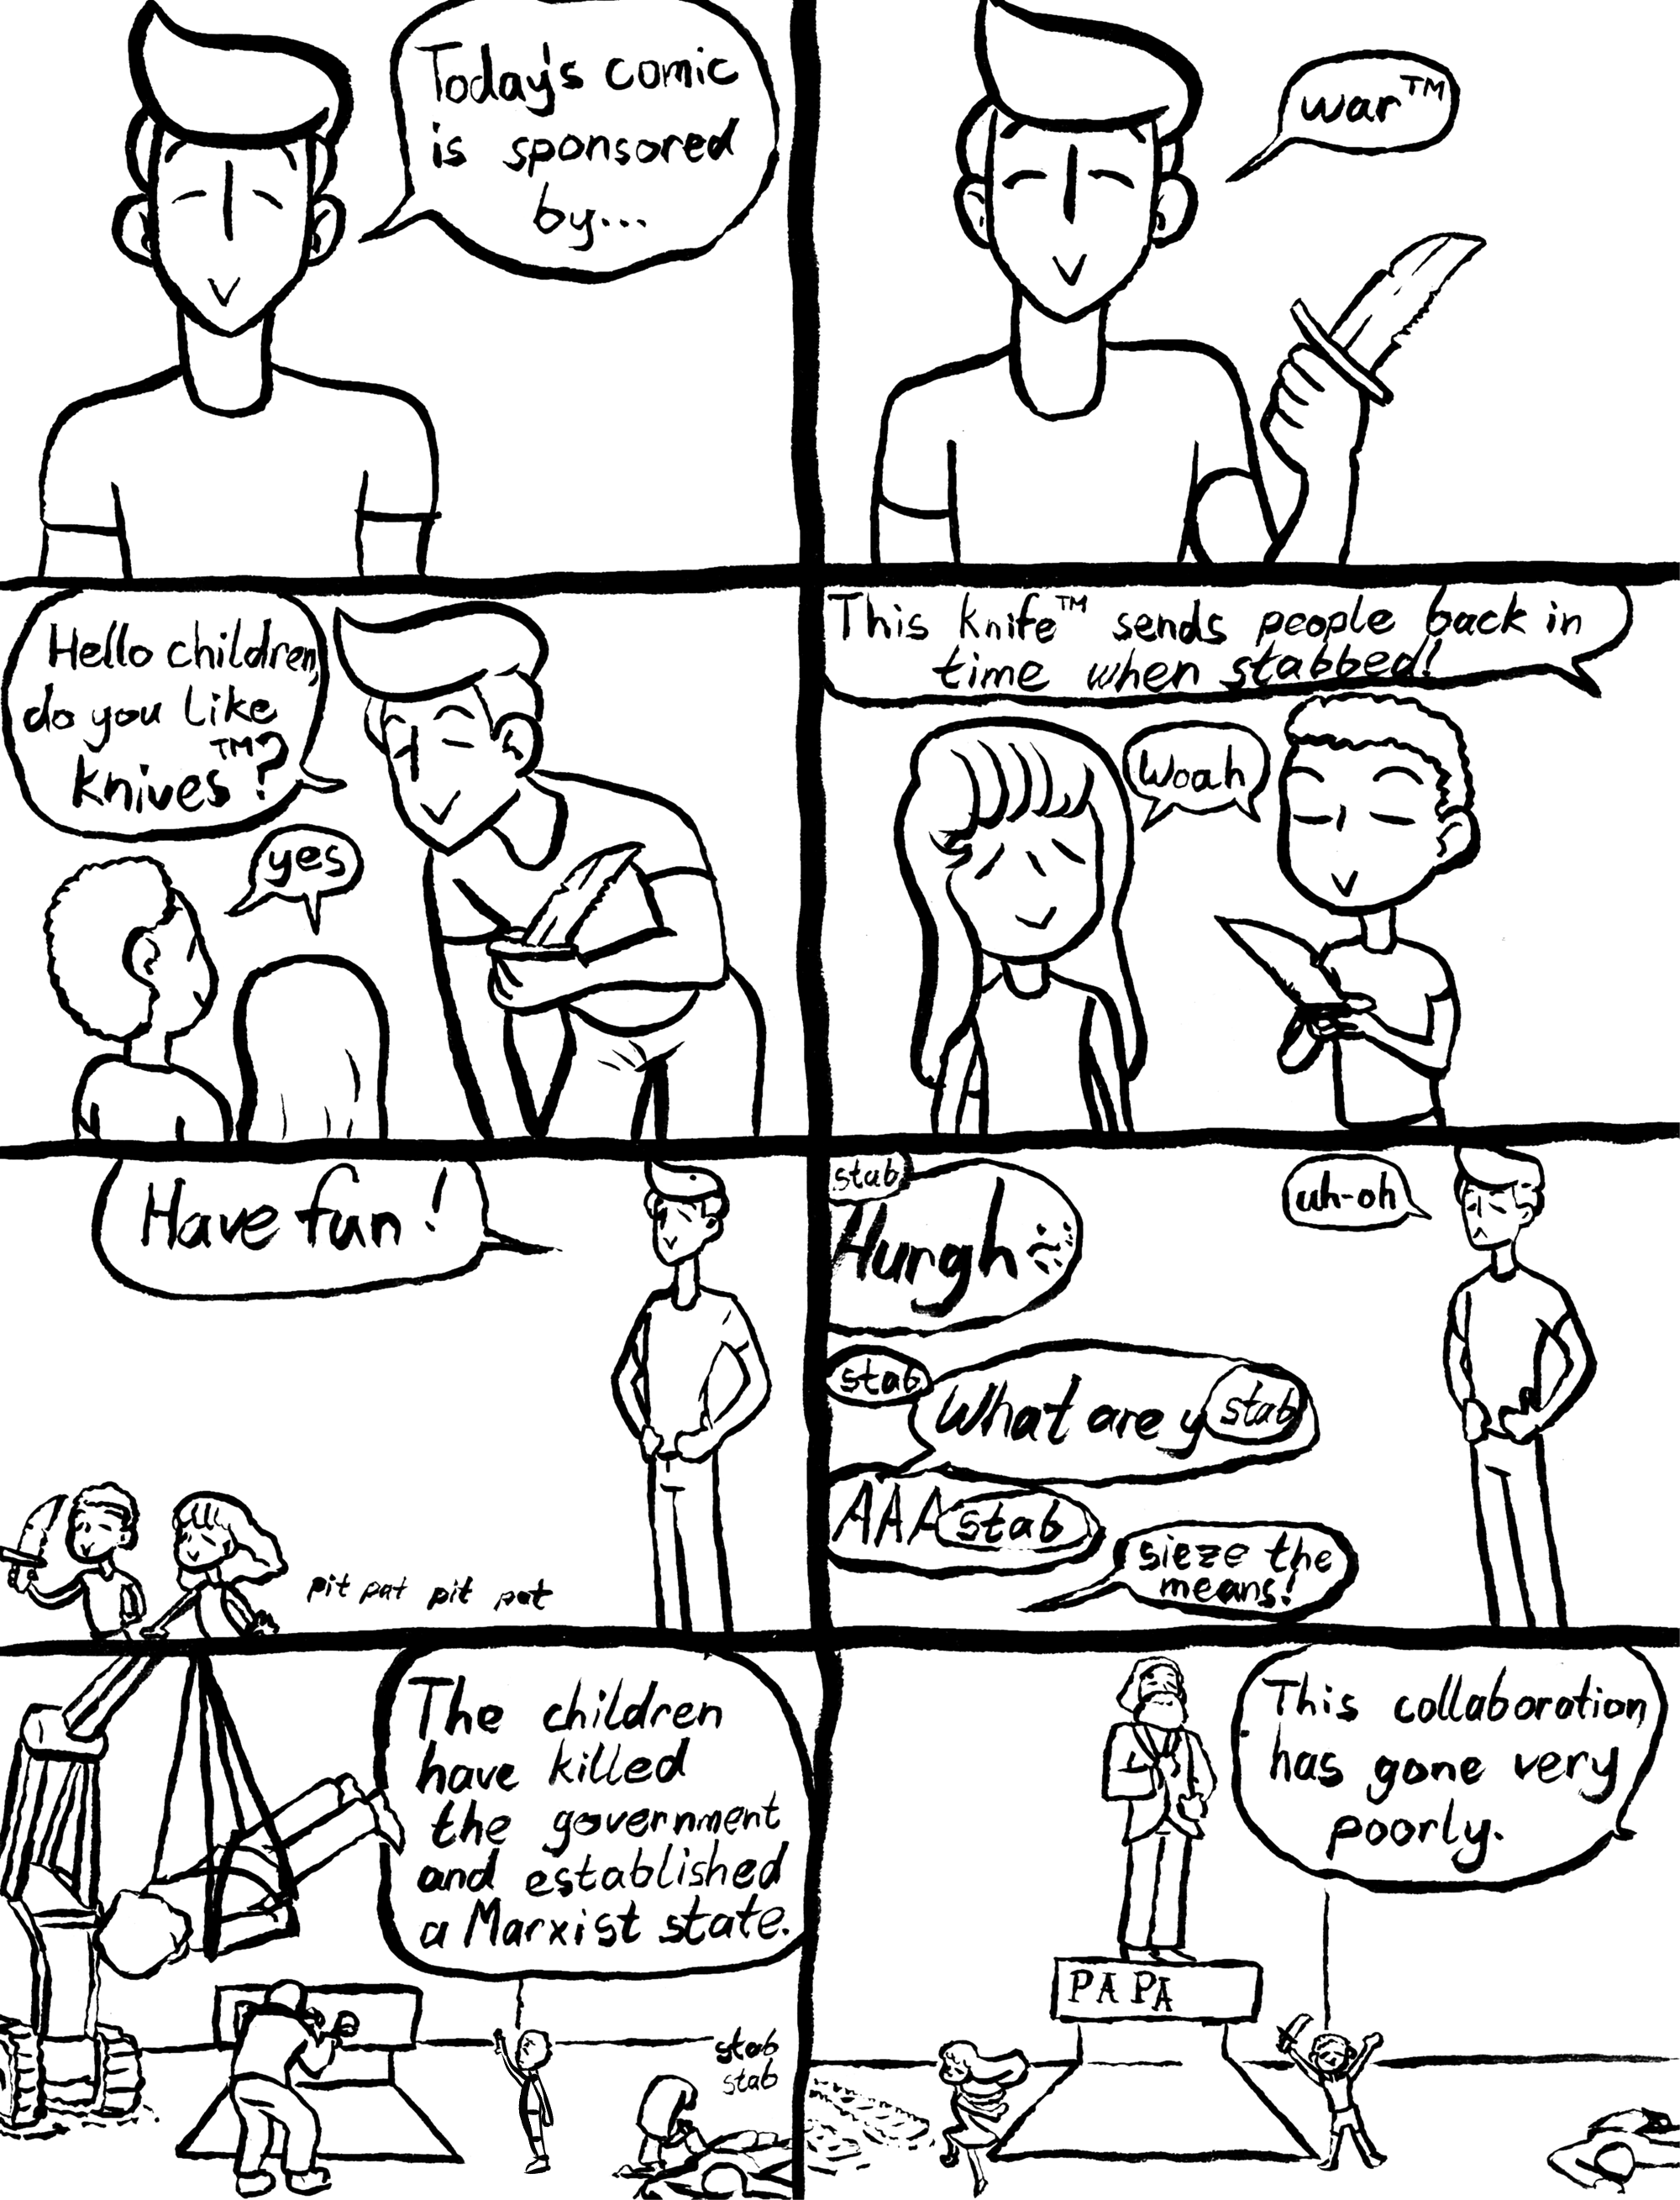 Today's comic
is sponsored
by...
war™
Hello children,
do you like
knives™?
yes
This knife™ sends people back in
time when stabbed!
Woah
Have fun!
pit pat pit pat
stab
Hurgh
uh-oh
stab
What are y
stab
AAA
stab
sieze the
means!
The children
have killed
the government
and established
a Marxist state.
stab
stab
This collaboration
has gone very
poorly.
PAPA